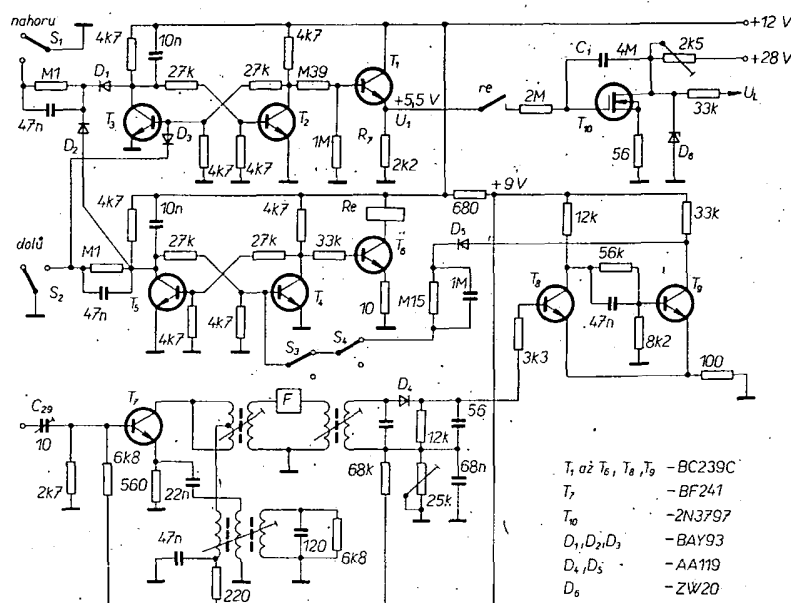 nahoru
S1
4k7
10n
4k7
T1
+12 V
Ci
4M
2k5
+28 V
M1
D1
27k
27k
M39
+5,5 V
re
2M
UL
47n
T3
D3
T2
U1
T10
33k
D2
1M
R7
56
D6
4k7
4k7
2k2
+9 V
4k7
10n
4k7
Re
680
12k
33k
dolů
M1
27k
27k
33k
T6
D5
56k
S2
T8
T9
47n
T5
T4
10
M15
1M
47n
8k2
4k7
4k7
S3
S4
3k3
100
C29
T7
F
D4
56
10
6k8
12k
2k7
560
22n
68k
25k
68n
47n
120
6k8
220
T1 až T6, T8, T9 - BC239C
T7 - BF241
T10 - 2N3797
D1, D2, D3 - BAY93
D4, D5 - AA119
D6 - ZW20